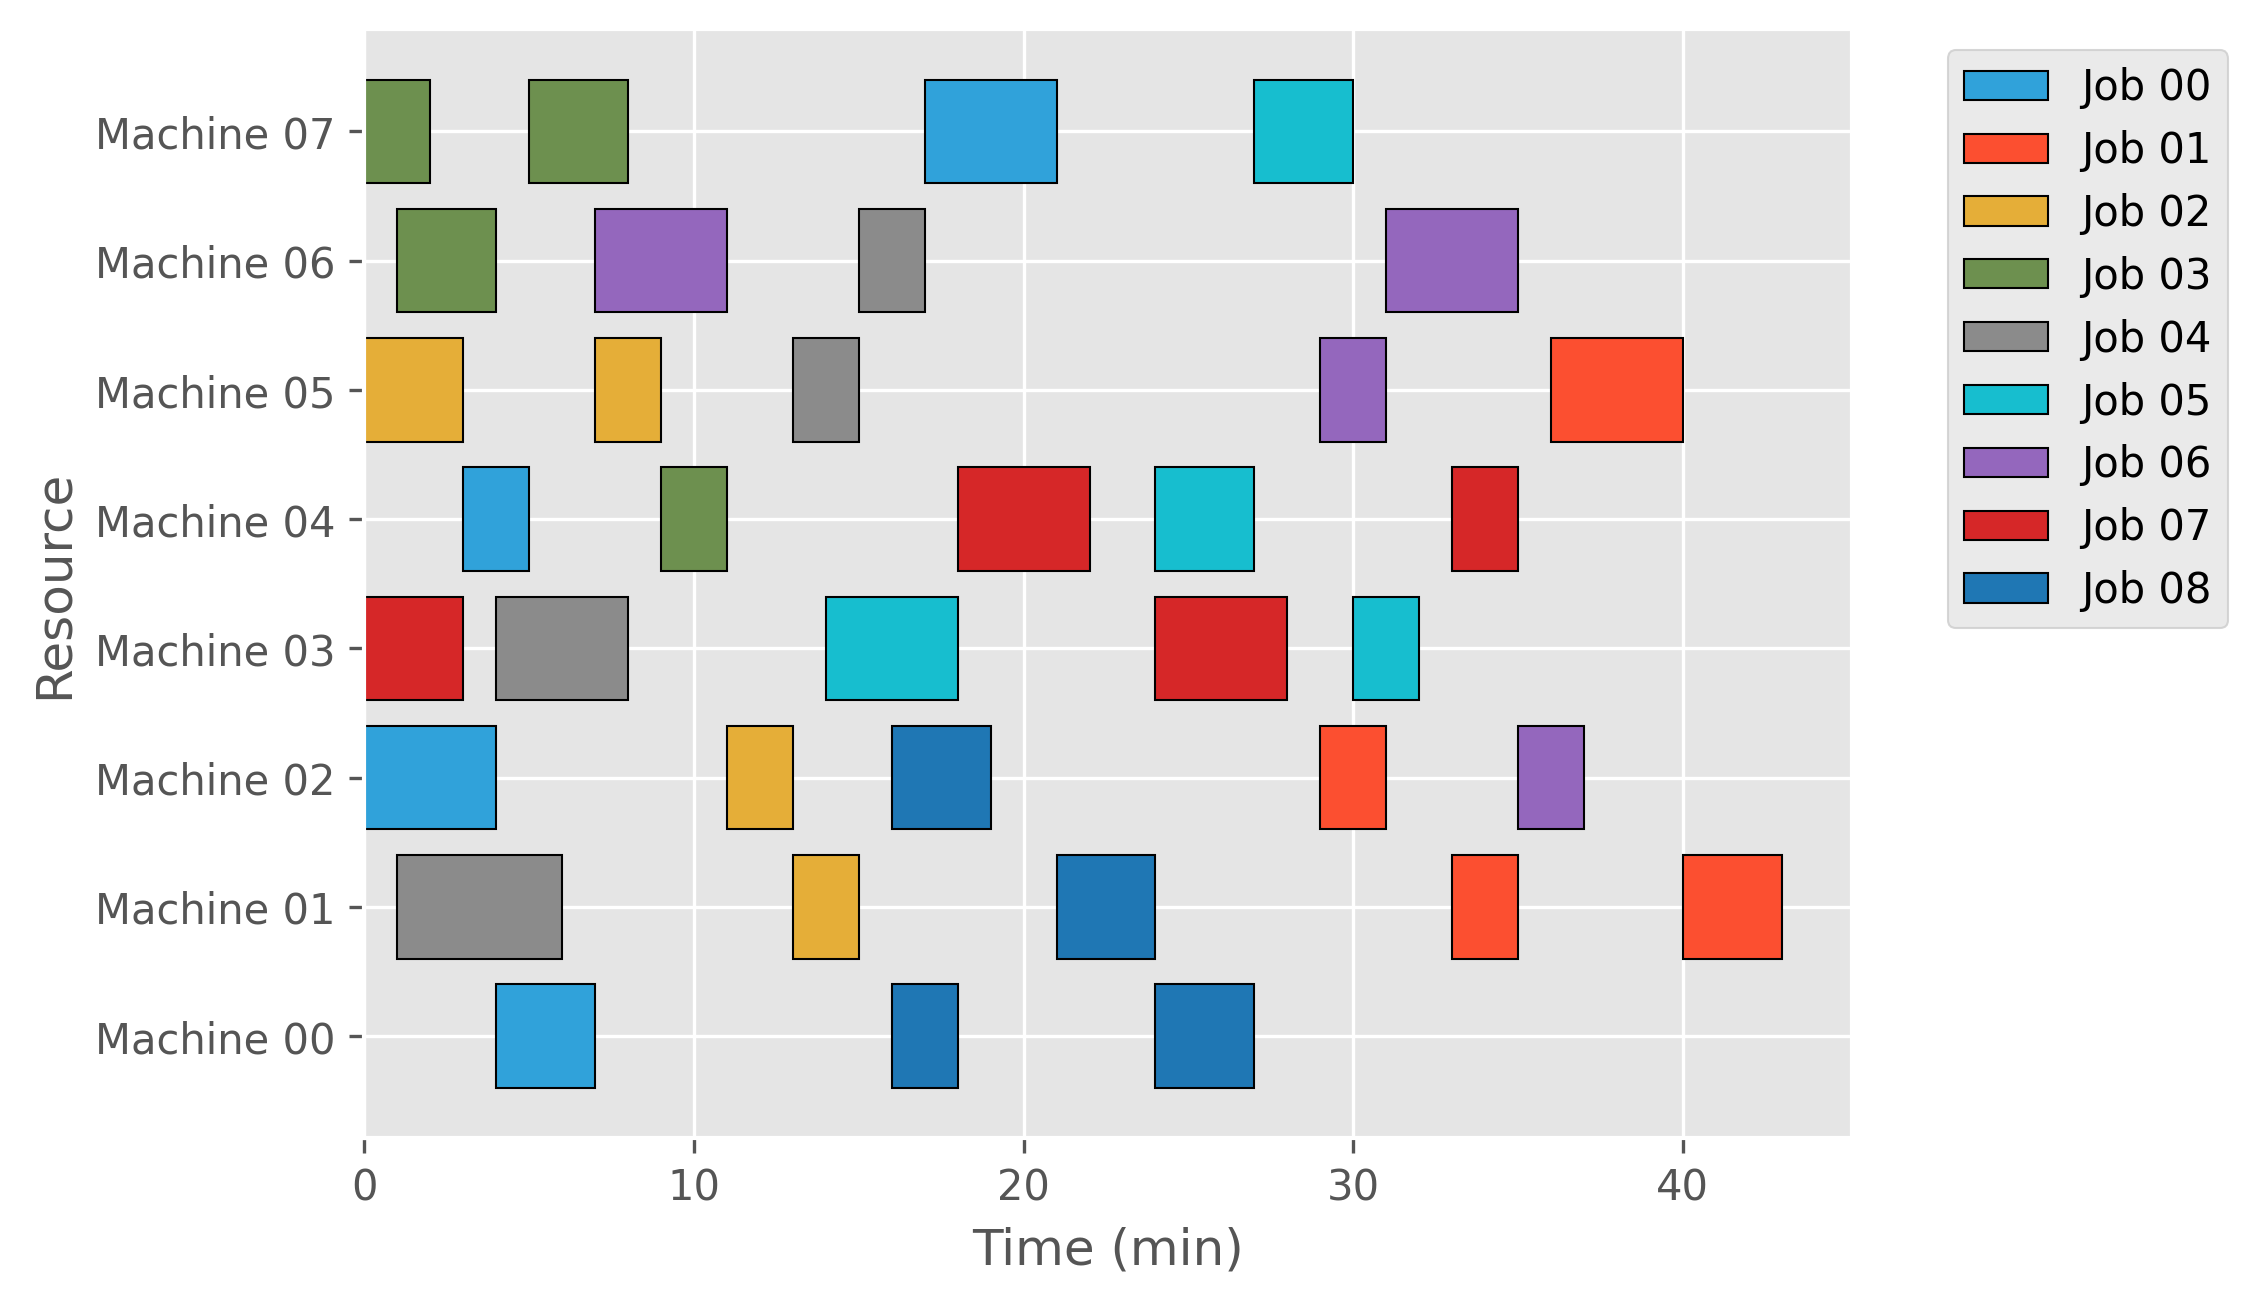 Machine 07
Machine 06
Machine 05
Machine 04
Machine 03
Machine 02
Machine 01
Machine 00
Resource
0 10 20 30 40
Time (min)
Job 00
Job 01
Job 02
Job 03
Job 04
Job 05
Job 06
Job 07
Job 08